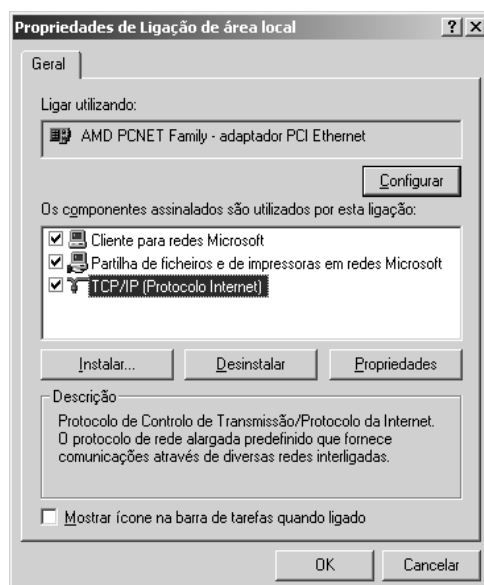 Propriedades de Ligação de área local
Geral
Ligar utilizando:
AMD PCNET Family - adaptador PCI Ethernet
Configurar
Os componentes assinalados são utilizados por esta ligação:
Cliente para redes Microsoft
Partilha de ficheiros e de impressoras em redes Microsoft
TCP/IP (Protocolo Internet)
Instalar... Desinstalar Propriedades
Descrição
Protocolo de Controlo de Transmissão/Protocolo da Internet.
O protocolo de rede alargada predefinido que fornece
comunicações através de diversas redes interligadas.
Mostrar ícone na barra de tarefas quando ligado
OK Cancelar